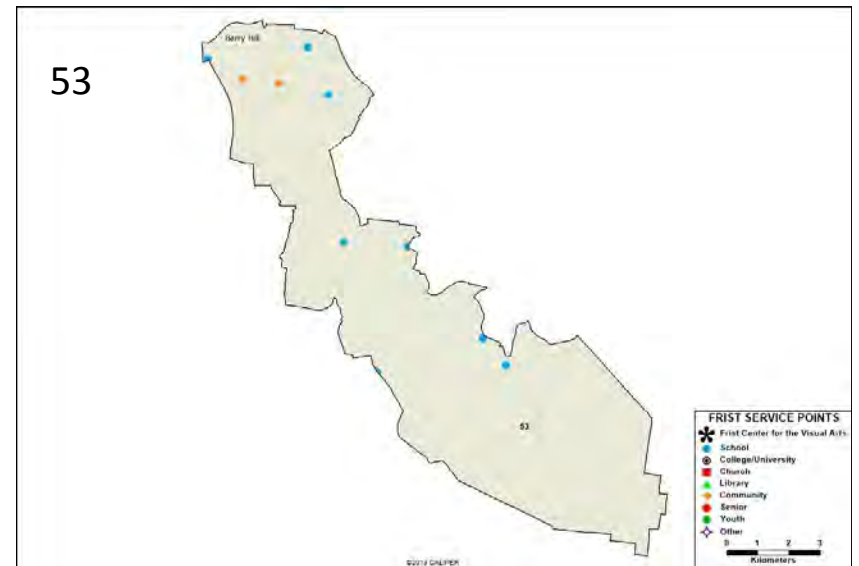 Berry Hill
53
53
FRIST SERVICE POINTS
Frist Center for the Visual Arts
School
College/University
Church
Library
Community
Senior
Youth
Other
0 1 2 3
Kilometers
©2013 CALIPER